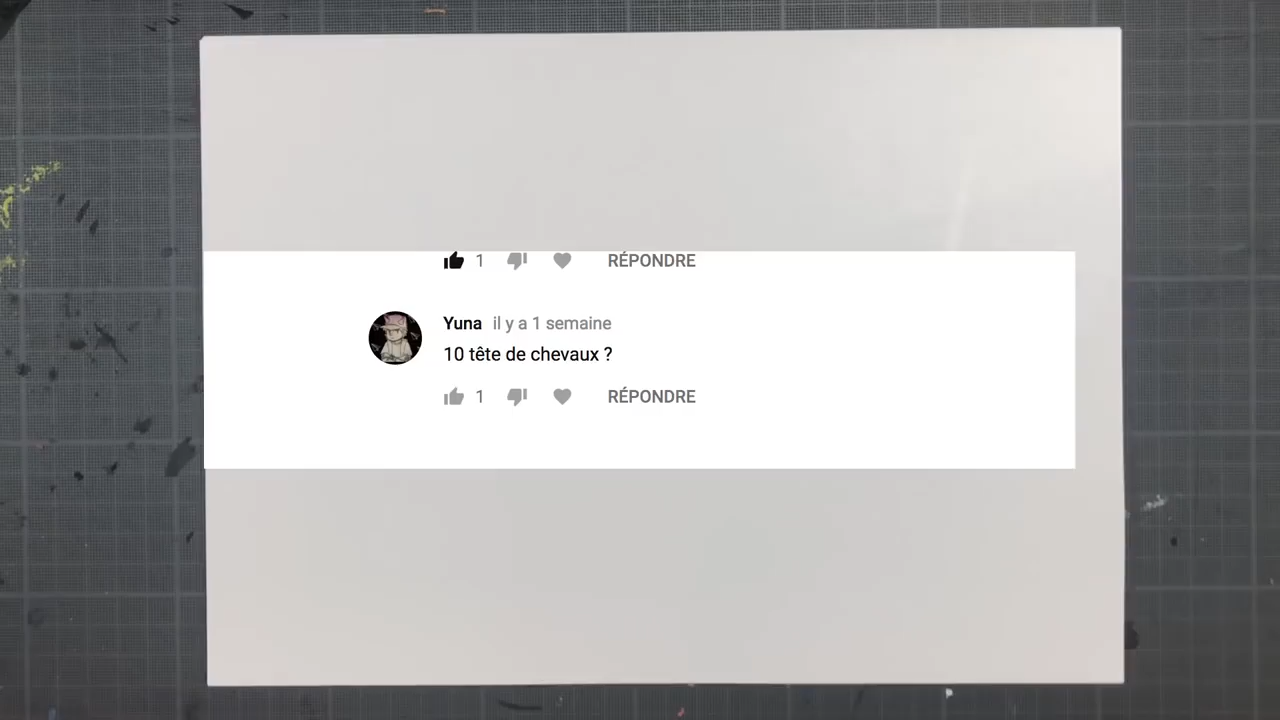 1 RÉPONDRE
Yuna il y a 1 semaine
10 tête de chevaux ?
1 RÉPONDRE